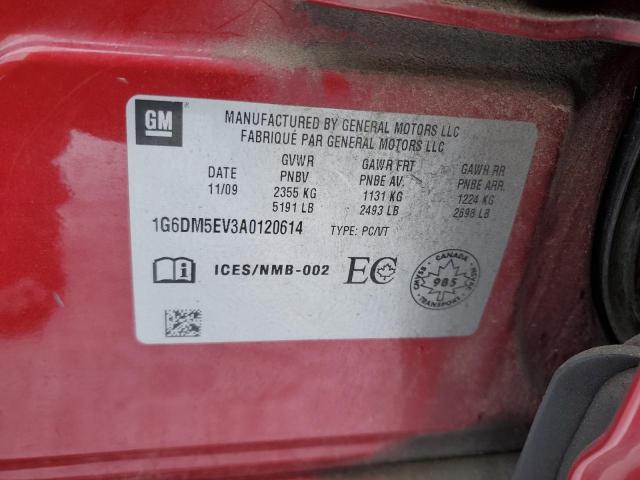 GM
MANUFACTURED BY GENERAL MOTORS LLC
FABRIQUÉ PAR GENERAL MOTORS LLC
DATE GVWR GAWR FRT GAWR RR
11/09 PNBV PNBE AV. PNBE ARR.
2355 KG 1131 KG 1224 KG
5191 LB 2493 LB 2698 LB
1G6DM5EV3A0120614 TYPE: PC/VT
i ICES/NMB-002 EC
CANADA
CMVSS 985 NSVAC
TRANSPORT